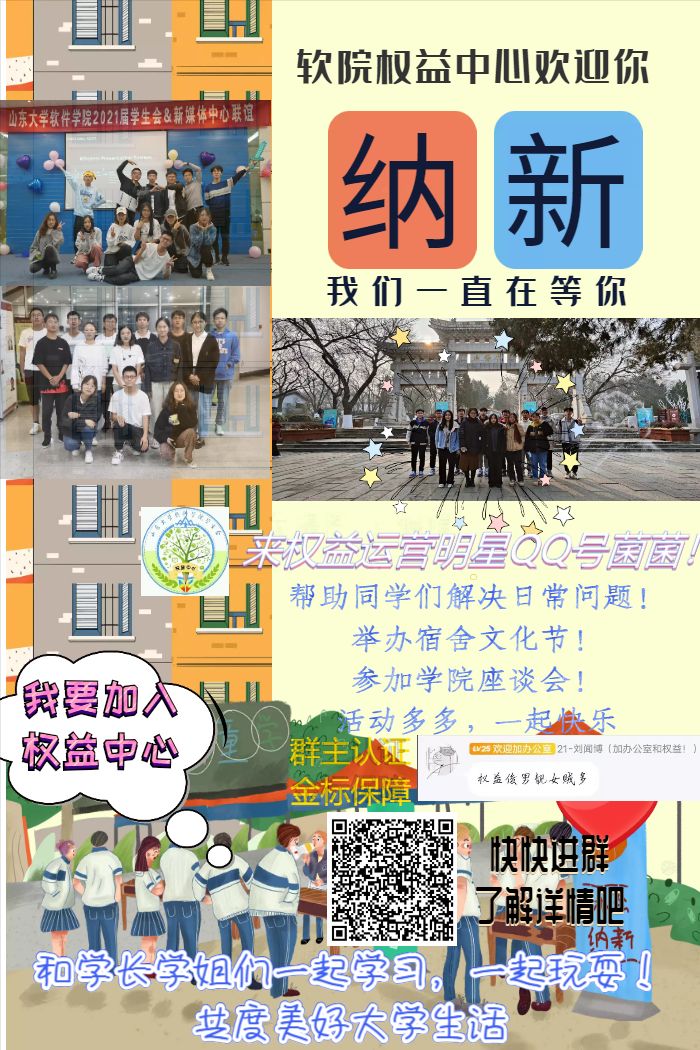 软院权益中心欢迎你
纳新
我们一直在等你
山东大学软件学院2021届学生会&新媒体中心联谊
来权益运营明星QQ号菌菌!
帮助同学们解决日常问题!
举办宿舍文化节!
参加学院座谈会!
活动多多，一起快乐
我要加入
权益中心
群主认证
金标保障
LV25 欢迎加办公室 21-刘闻博（加办公室和权益！）
权益俊男靓女贼多
快快进群
了解详情吧
纳新
和学长学姐们一起学习，一起玩耍！
共度美好大学生活